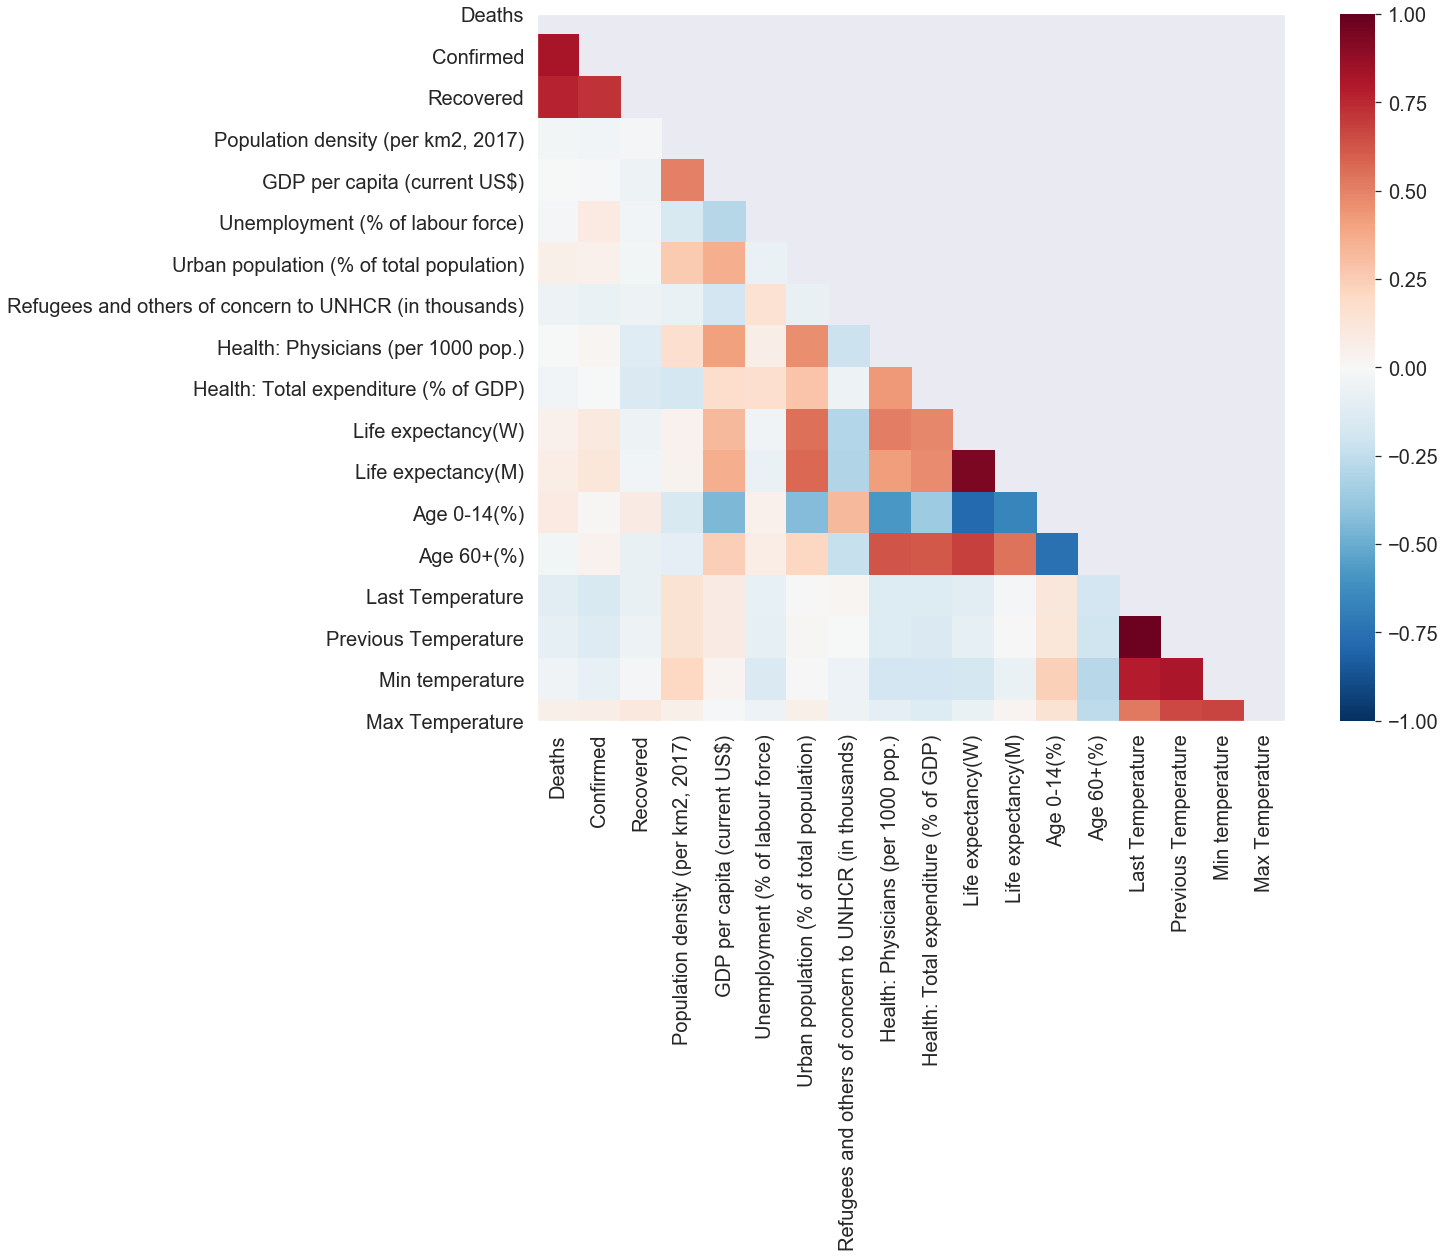 Deaths
Confirmed
Recovered
Population density (per km2, 2017)
GDP per capita (current US$)
Unemployment (% of labour force)
Urban population (% of total population)
Refugees and others of concern to UNHCR (in thousands)
Health: Physicians (per 1000 pop.)
Health: Total expenditure (% of GDP)
Life expectancy(W)
Life expectancy(M)
Age 0-14(%)
Age 60+(%)
Last Temperature
Previous Temperature
Min temperature
Max Temperature
Deaths
Confirmed
Recovered
Population density (per km2, 2017)
GDP per capita (current US$)
Unemployment (% of labour force)
Urban population (% of total population)
Refugees and others of concern to UNHCR (in thousands)
Health: Physicians (per 1000 pop.)
Health: Total expenditure (% of GDP)
Life expectancy(W)
Life expectancy(M)
Age 0-14(%)
Age 60+(%)
Last Temperature
Previous Temperature
Min temperature
Max Temperature
1.00
0.75
0.50
0.25
0.00
−0.25
−0.50
−0.75
−1.00